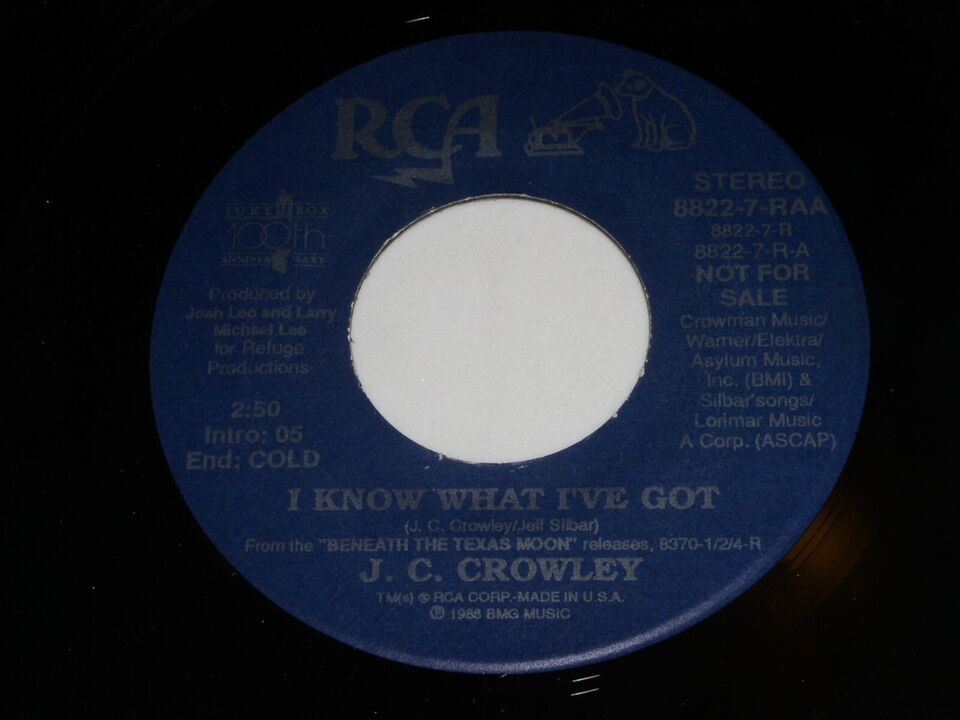 RCA
STEREO
8822-7-RAA
8822-7-R
8822-7-R-A
NOT FOR
SALE
Crowman Music/
Warner/Elektra/
Asylum Music,
Inc. (BMI) &
Silbar'songs/
Lorimar Music
A Corp. (ASCAP)
JUKEBOX
100th
ANNIVERSARY
Produced by
Josh Leo and Larry
Michael Lee
for Refuge
Productions
2:50
Intro: 05
End: COLD
I KNOW WHAT I'VE GOT
(J. C. Crowley/Jeff Silbar)
From the "BENEATH THE TEXAS MOON" releases, 8370-1/2/4-R
J. C. CROWLEY
TM(s) ® RCA CORP.-MADE IN U.S.A.
℗ 1988 BMG MUSIC